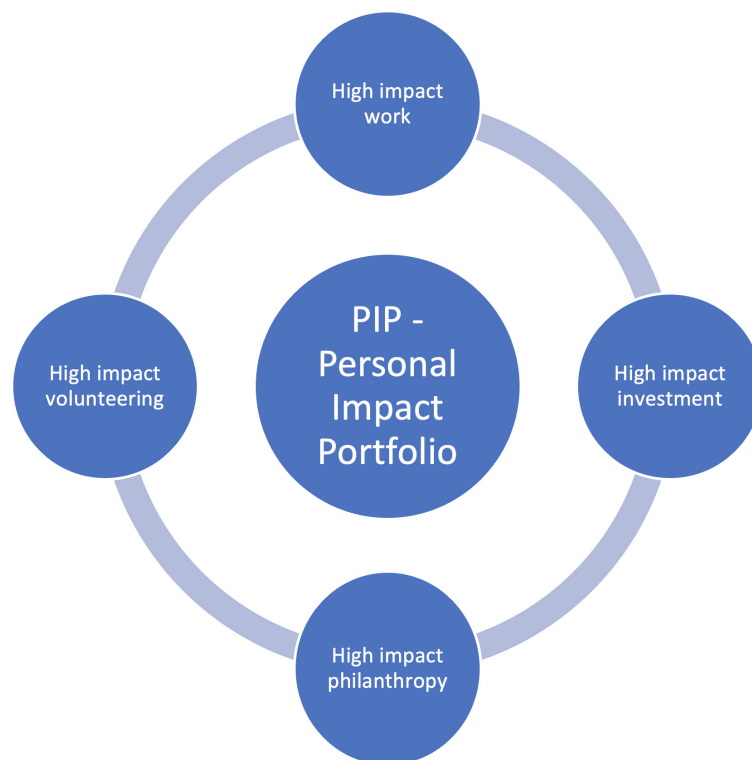 High impact
work
PIP -
Personal
Impact
Portfolio
High impact
volunteering
High impact
investment
High impact
philanthropy